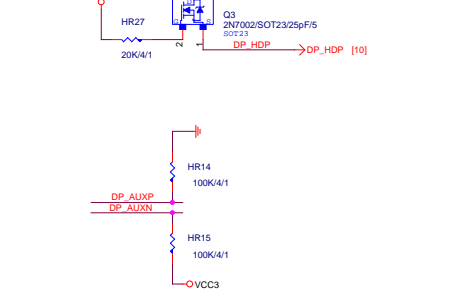 Q3
HR27
2N7002/SOT23/25pF/5
SOT23
G
S
2
1
20K/4/1
DP_HDP
DP_HDP [10]
HR14
100K/4/1
DP_AUXP
DP_AUXN
HR15
100K/4/1
VCC3